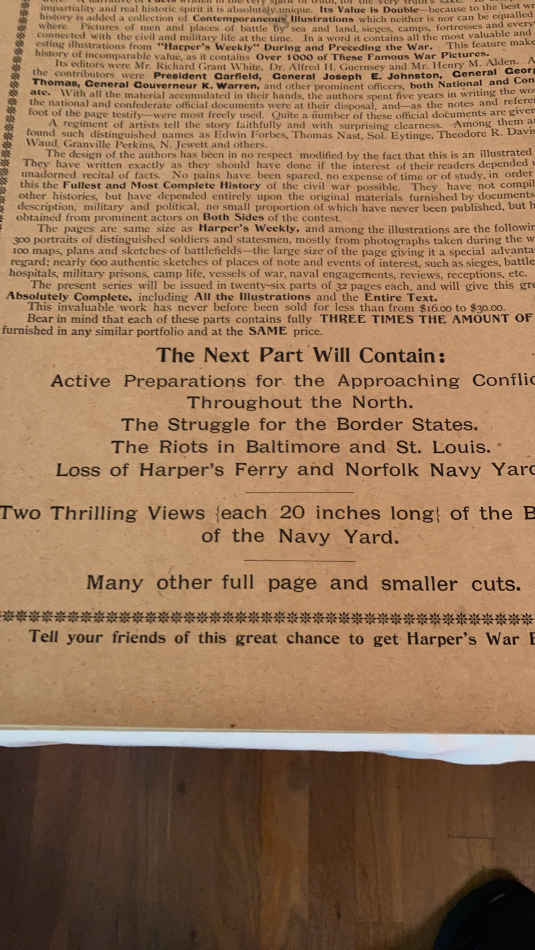 impartiality and real historic spirit it is absolutely unique. Its Value is Double—because to the best wr
history is added a collection of Contemporaneous Illustrations which neither is nor can be equalled
where. Pictures of men and places of battle by sea and land, sieges, camps, fortresses and every
connected with the civil and military life at the time. In a word it contains all the most valuable and
esting illustrations from "Harper's Weekly" During and Preceding the War. This feature make
history of incomparable value, as it contains Over 1000 of These Famous War Pictures.
Its editors were Mr. Richard Grant White, Dr. Alfred H. Guernsey and Mr. Henry M. Alden. A
the contributors were President Garfield, General Joseph E. Johnston, General Georg
Thomas, General Gouverneur K. Warren, and other prominent officers, both National and Con
ate. With all the material accumulated in their hands, the authors spent five years in writing the wo
the national and confederate official documents were at their disposal, and—as the notes and refere
foot of the page testify—were most freely used. Quite a number of these official documents are given
A regiment of artists tell the story faithfully and with surprising clearness. Among them a
found such distinguished names as Edwin Forbes, Thomas Nast, Sol. Eytinge, Theodore R. Davis
Waud, Granville Perkins, N. Jewett and others.
The design of the authors has been in no respect modified by the fact that this is an illustrated
They have written exactly as they should have done if the interest of their readers depended u
unadorned recital of facts. No pains have been spared, no expense of time or of study, in order
this the Fullest and Most Complete History of the civil war possible. They have not compil
other histories, but have depended entirely upon the original materials furnished by documents
description, military and political, no small proportion of which have never been published, but h
obtained from prominent actors on Both Sides of the contest.
The pages are same size as Harper's Weekly, and among the illustrations are the followin
300 portraits of distinguished soldiers and statesmen, mostly from photographs taken during the w
100 maps, plans and sketches of battlefields—the large size of the page giving it a special advanta
regard; nearly 600 authentic sketches of places of note and events of interest, such as sieges, battle
hospitals, military prisons, camp life, vessels of war, naval engagements, reviews, receptions, etc.
The present series will be issued in twenty-six parts of 32 pages each, and will give this gre
Absolutely Complete, including All the Illustrations and the Entire Text.
This invaluable work has never before been sold for less than from $16.00 to $30.00.
Bear in mind that each of these parts contains fully THREE TIMES THE AMOUNT OF
furnished in any similar portfolio and at the SAME price.
The Next Part Will Contain:
Active Preparations for the Approaching Conflic
Throughout the North.
The Struggle for the Border States.
The Riots in Baltimore and St. Louis.
Loss of Harper's Ferry and Norfolk Navy Yard
Two Thrilling Views {each 20 inches long} of the B
of the Navy Yard.
Many other full page and smaller cuts.
Tell your friends of this great chance to get Harper's War